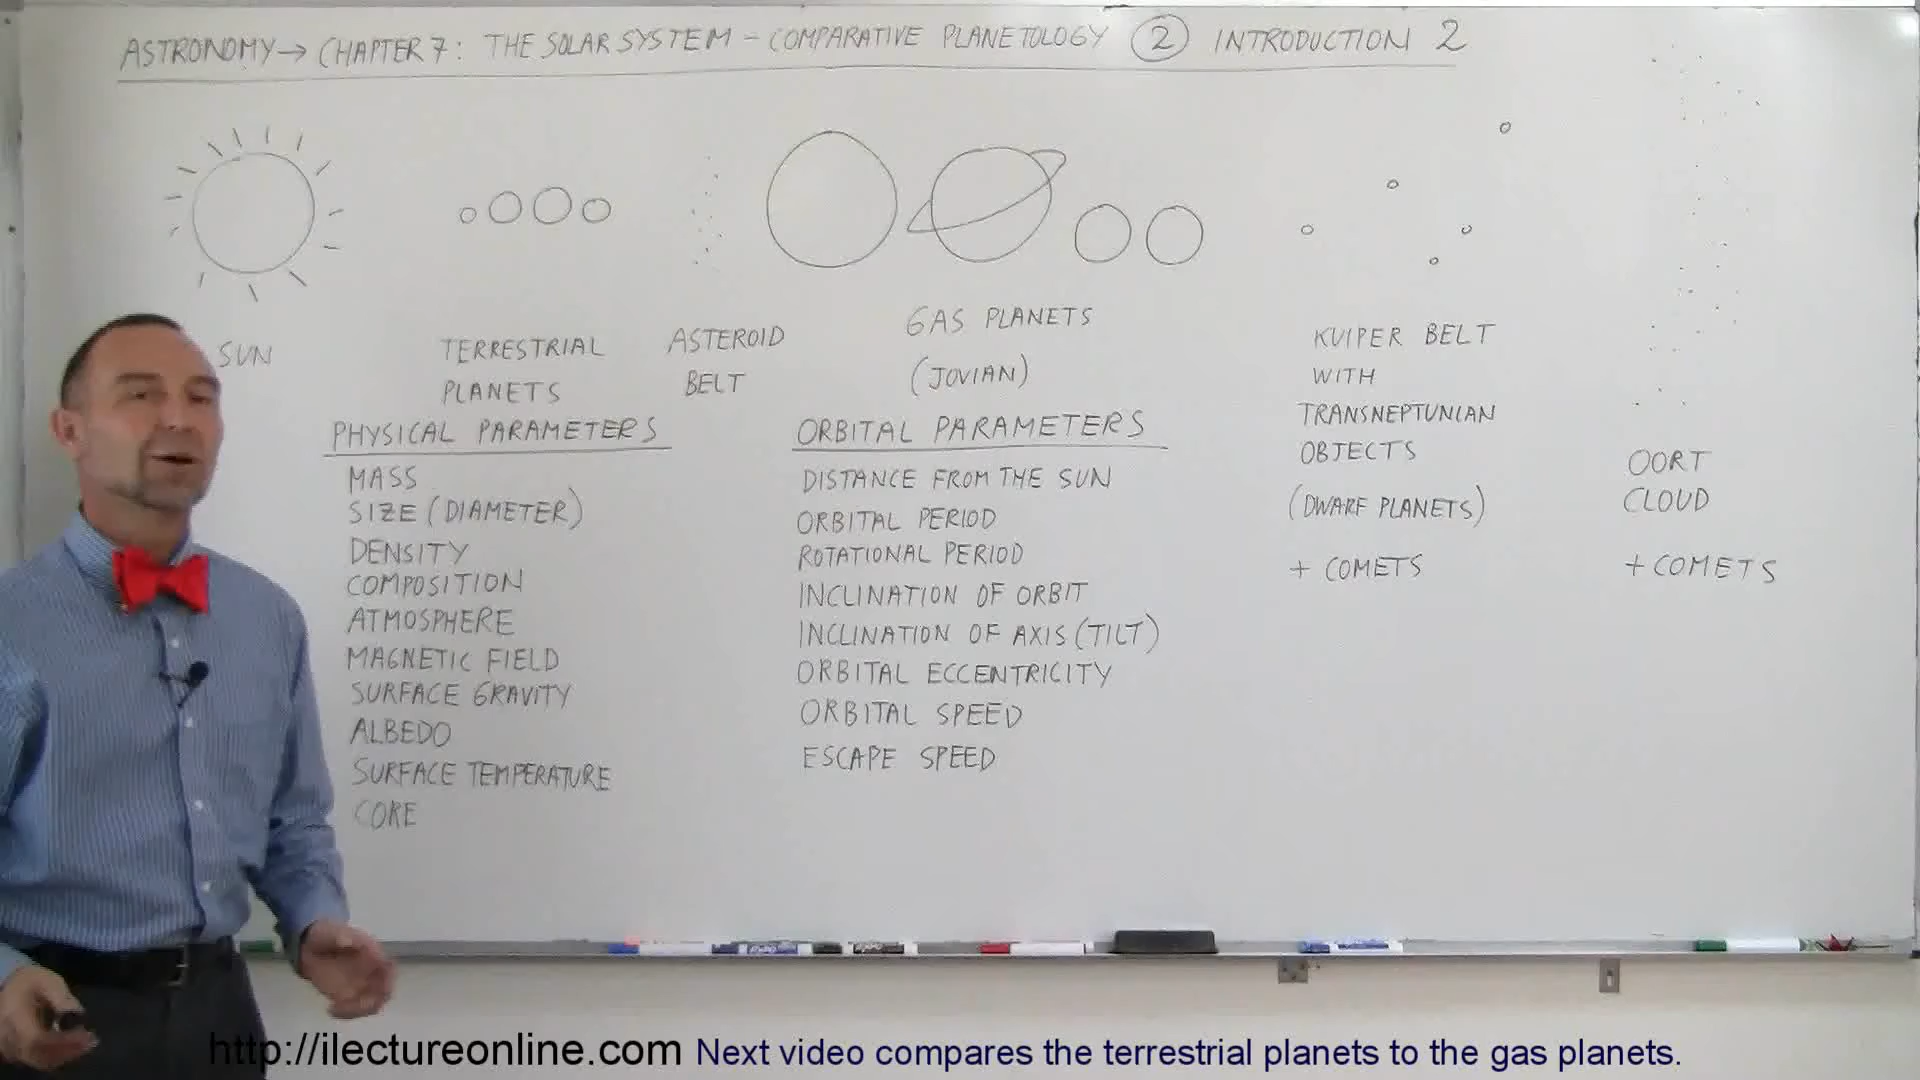 ASTRONOMY → CHAPTER 7: THE SOLAR SYSTEM – COMPARATIVE PLANETOLOGY ② INTRODUCTION 2
SUN
TERRESTRIAL
PLANETS
ASTEROID
BELT
GAS PLANETS
(JOVIAN)
KUIPER BELT
WITH
TRANSNEPTUNIAN
OBJECTS
(DWARF PLANETS)
+ COMETS
OORT
CLOUD
+ COMETS
PHYSICAL PARAMETERS
MASS
SIZE (DIAMETER)
DENSITY
COMPOSITION
ATMOSPHERE
MAGNETIC FIELD
SURFACE GRAVITY
ALBEDO
SURFACE TEMPERATURE
CORE
ORBITAL PARAMETERS
DISTANCE FROM THE SUN
ORBITAL PERIOD
ROTATIONAL PERIOD
INCLINATION OF ORBIT
INCLINATION OF AXIS (TILT)
ORBITAL ECCENTRICITY
ORBITAL SPEED
ESCAPE SPEED
http://ilectureonline.com Next video compares the terrestrial planets to the gas planets.